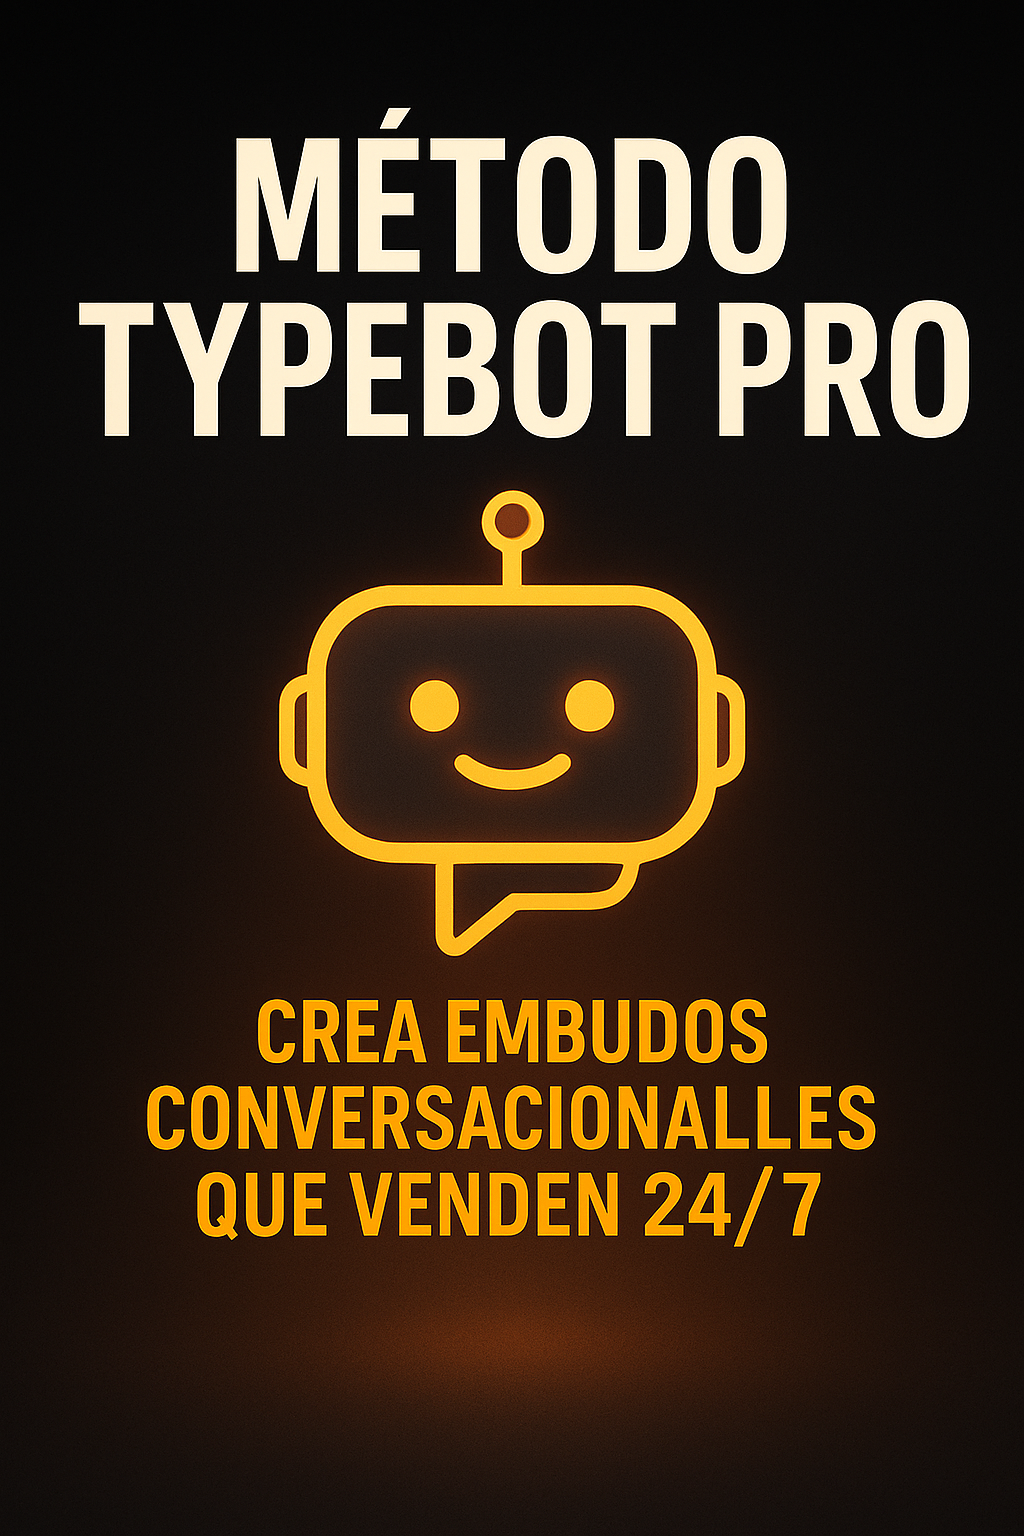 MÉTODO
TYPEBOT PRO
CREA EMBUDOS
CONVERSACIONALLES
QUE VENDEN 24/7